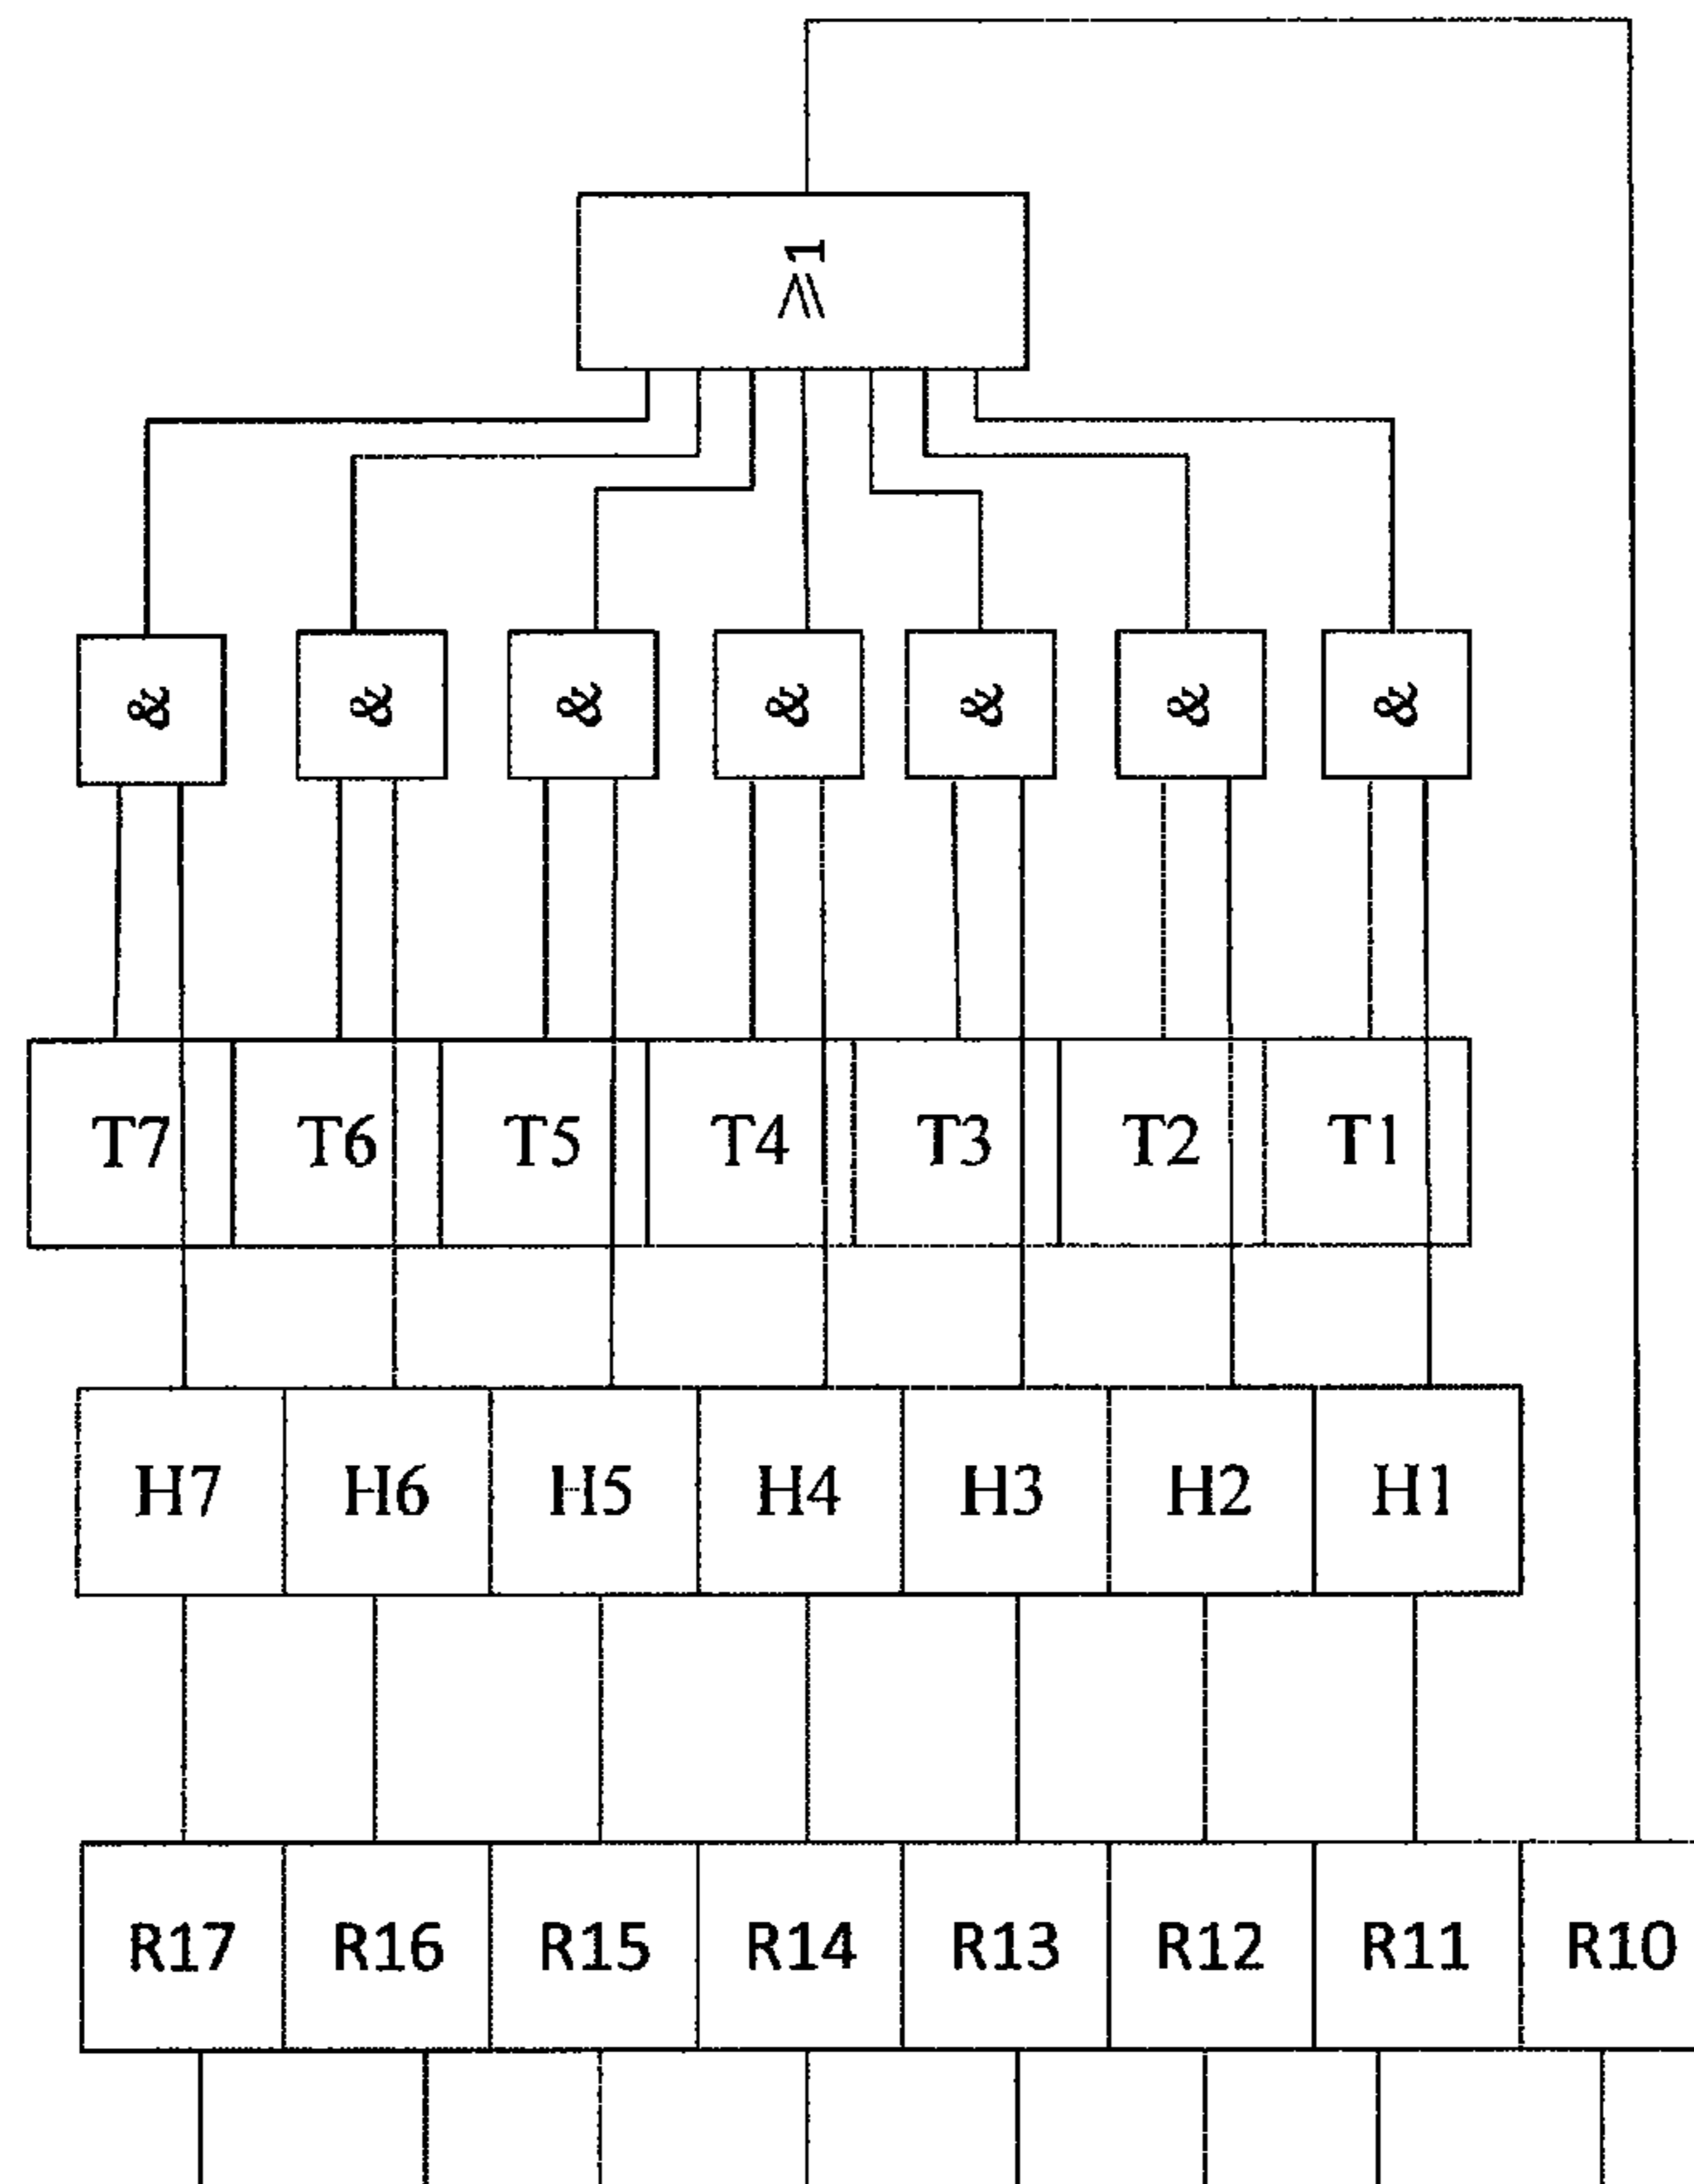 ≥1
& & & & & & &
T7 T6 T5 T4 T3 T2 T1
H7 H6 H5 H4 H3 H2 H1
R17 R16 R15 R14 R13 R12 R11 R10